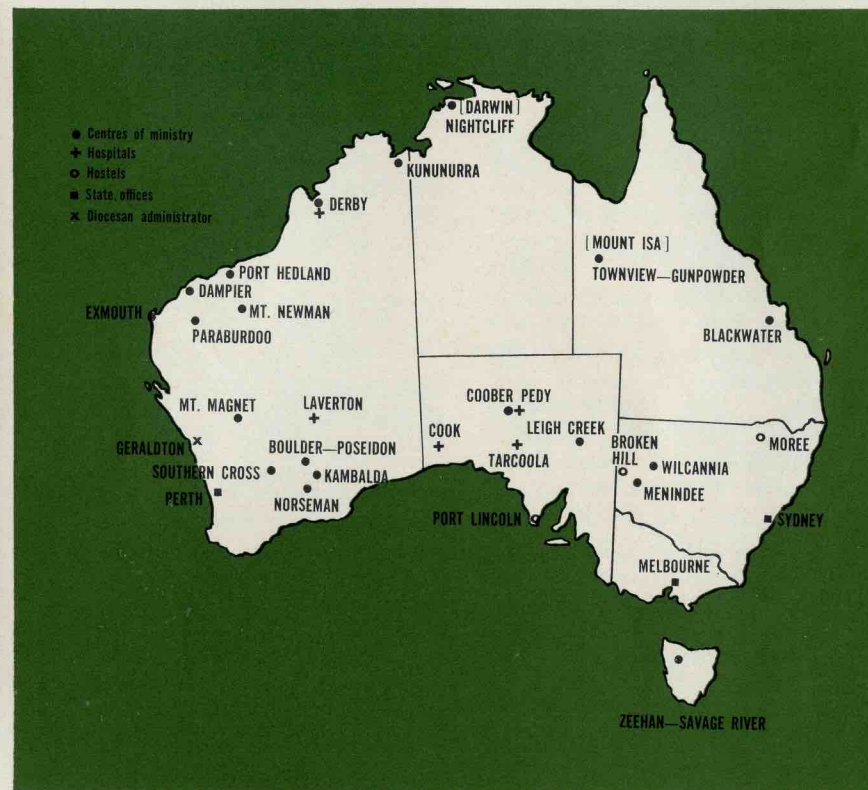 ● Centres of ministry
+ Hospitals
○ Hostels
■ State offices
× Diocesan administrator
[DARWIN]
NIGHTCLIFF
KUNUNURRA
DERBY
[MOUNT ISA]
TOWNVIEW—GUNPOWDER
PORT HEDLAND
DAMPIER
EXMOUTH
MT. NEWMAN
PARABURDOO
BLACKWATER
MT. MAGNET
LAVERTON
COOBER PEDY
GERALDTON
BOULDER—POSEIDON
COOK
LEIGH CREEK
TARCOOLA
BROKEN
HILL
MOREE
SOUTHERN CROSS
KAMBALDA
WILCANNIA
PERTH
NORSEMAN
MENINDEE
PORT LINCOLN
SYDNEY
MELBOURNE
ZEEHAN—SAVAGE RIVER